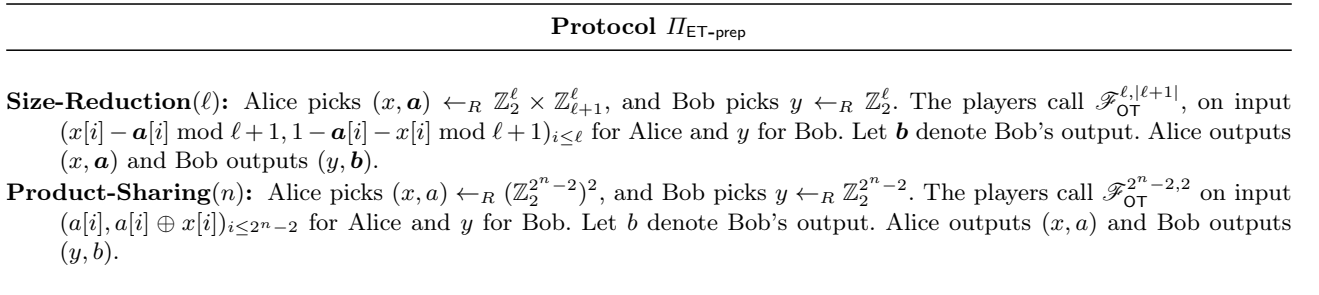 Protocol Π_ET-prep
Size-Reduction(ℓ): Alice picks (x, a) ←_R ℤ_2^ℓ × ℤ_{ℓ+1}^ℓ, and Bob picks y ←_R ℤ_2^ℓ. The players call ℱ_OT^{ℓ,|ℓ+1|}, on input
(x[i] − a[i] mod ℓ + 1, 1 − a[i] − x[i] mod ℓ + 1)_{i≤ℓ} for Alice and y for Bob. Let b denote Bob's output. Alice outputs
(x, a) and Bob outputs (y, b).
Product-Sharing(n): Alice picks (x, a) ←_R (ℤ_2^{2^n−2})^2, and Bob picks y ←_R ℤ_2^{2^n−2}. The players call ℱ_OT^{2^n−2,2} on input
(a[i], a[i] ⊕ x[i])_{i≤2^n−2} for Alice and y for Bob. Let b denote Bob's output. Alice outputs (x, a) and Bob outputs
(y, b).